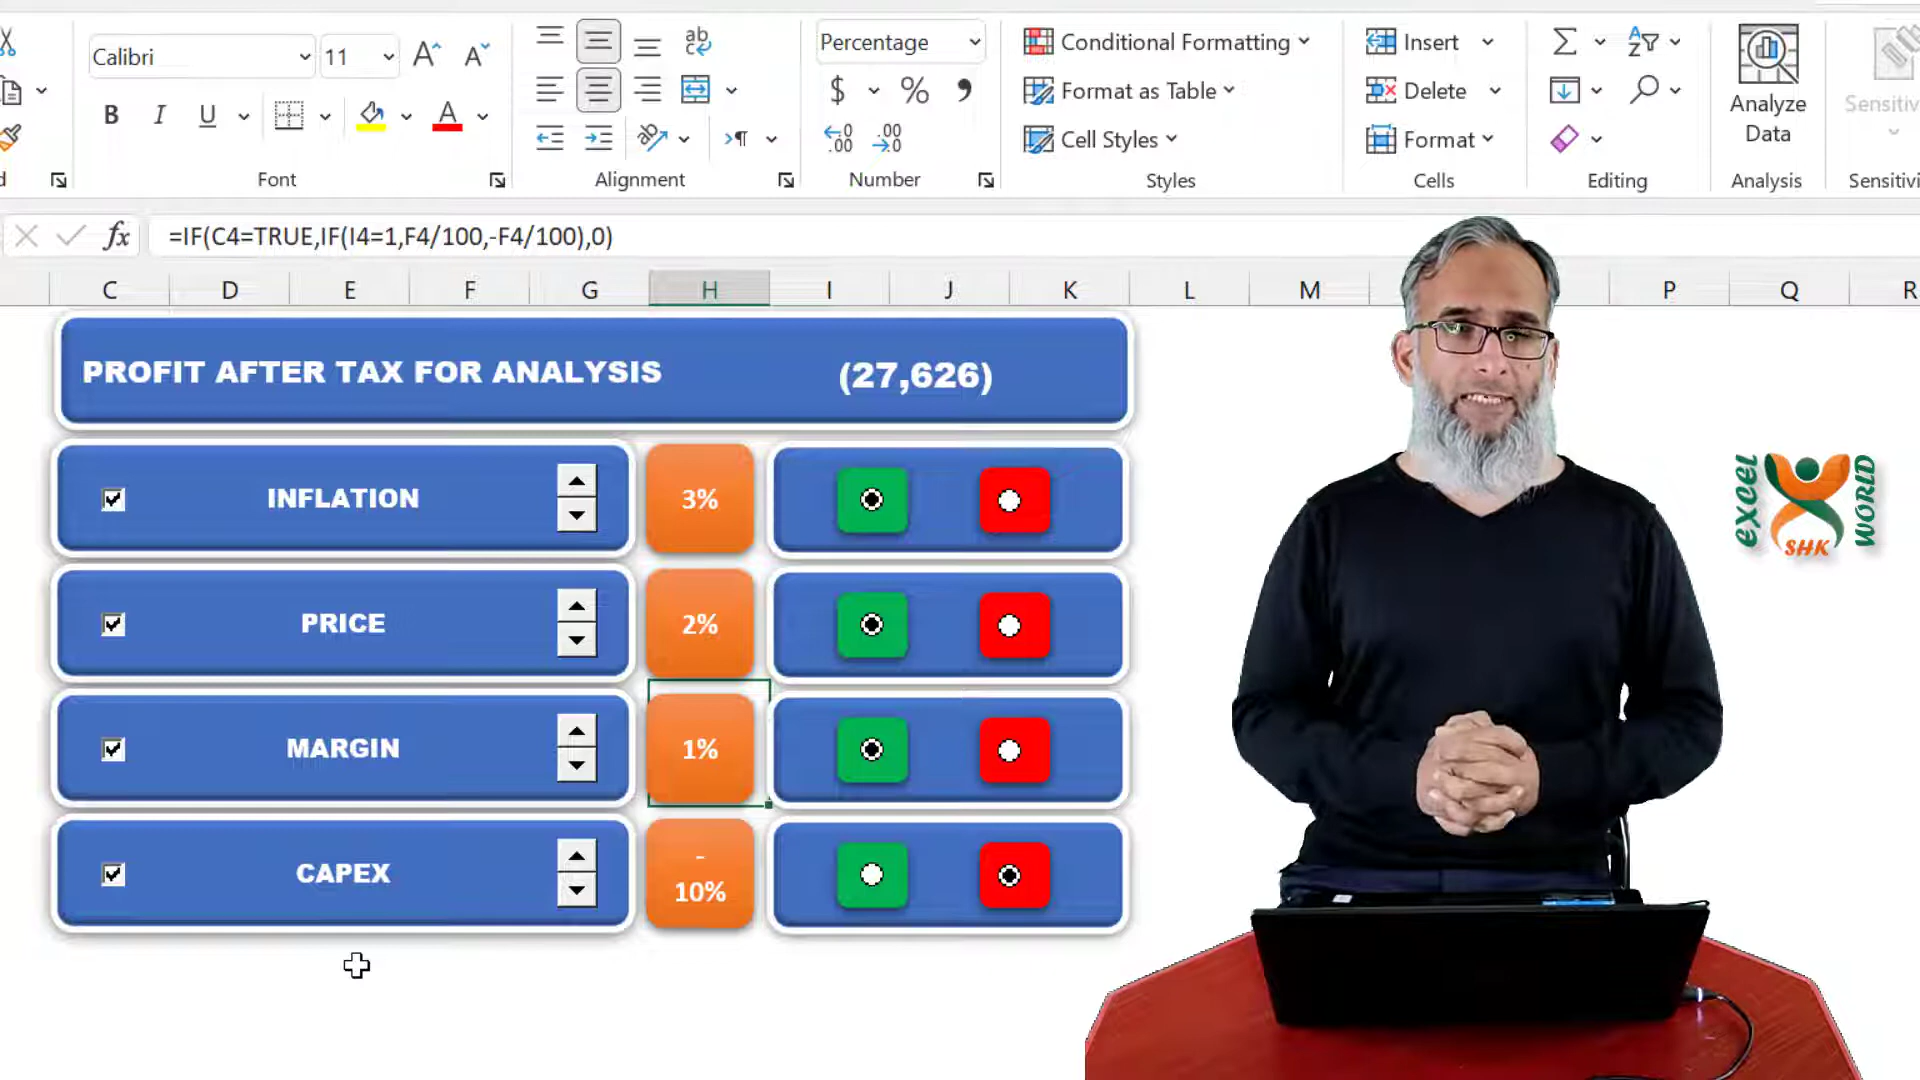 Calibri
11
Percentage
Conditional Formatting
Insert
Format as Table
Delete
Cell Styles
Format
Analyze
Data
Sensitiv
Font
Alignment
Number
Styles
Cells
Editing
Analysis
Sensitivi
=IF(C4=TRUE,IF(I4=1,F4/100,-F4/100),0)
C D E F G H I J K L M P Q R
PROFIT AFTER TAX FOR ANALYSIS (27,626)
INFLATION 3%
PRICE 2%
MARGIN 1%
CAPEX -
10%
EXCEL
SHK
WORLD